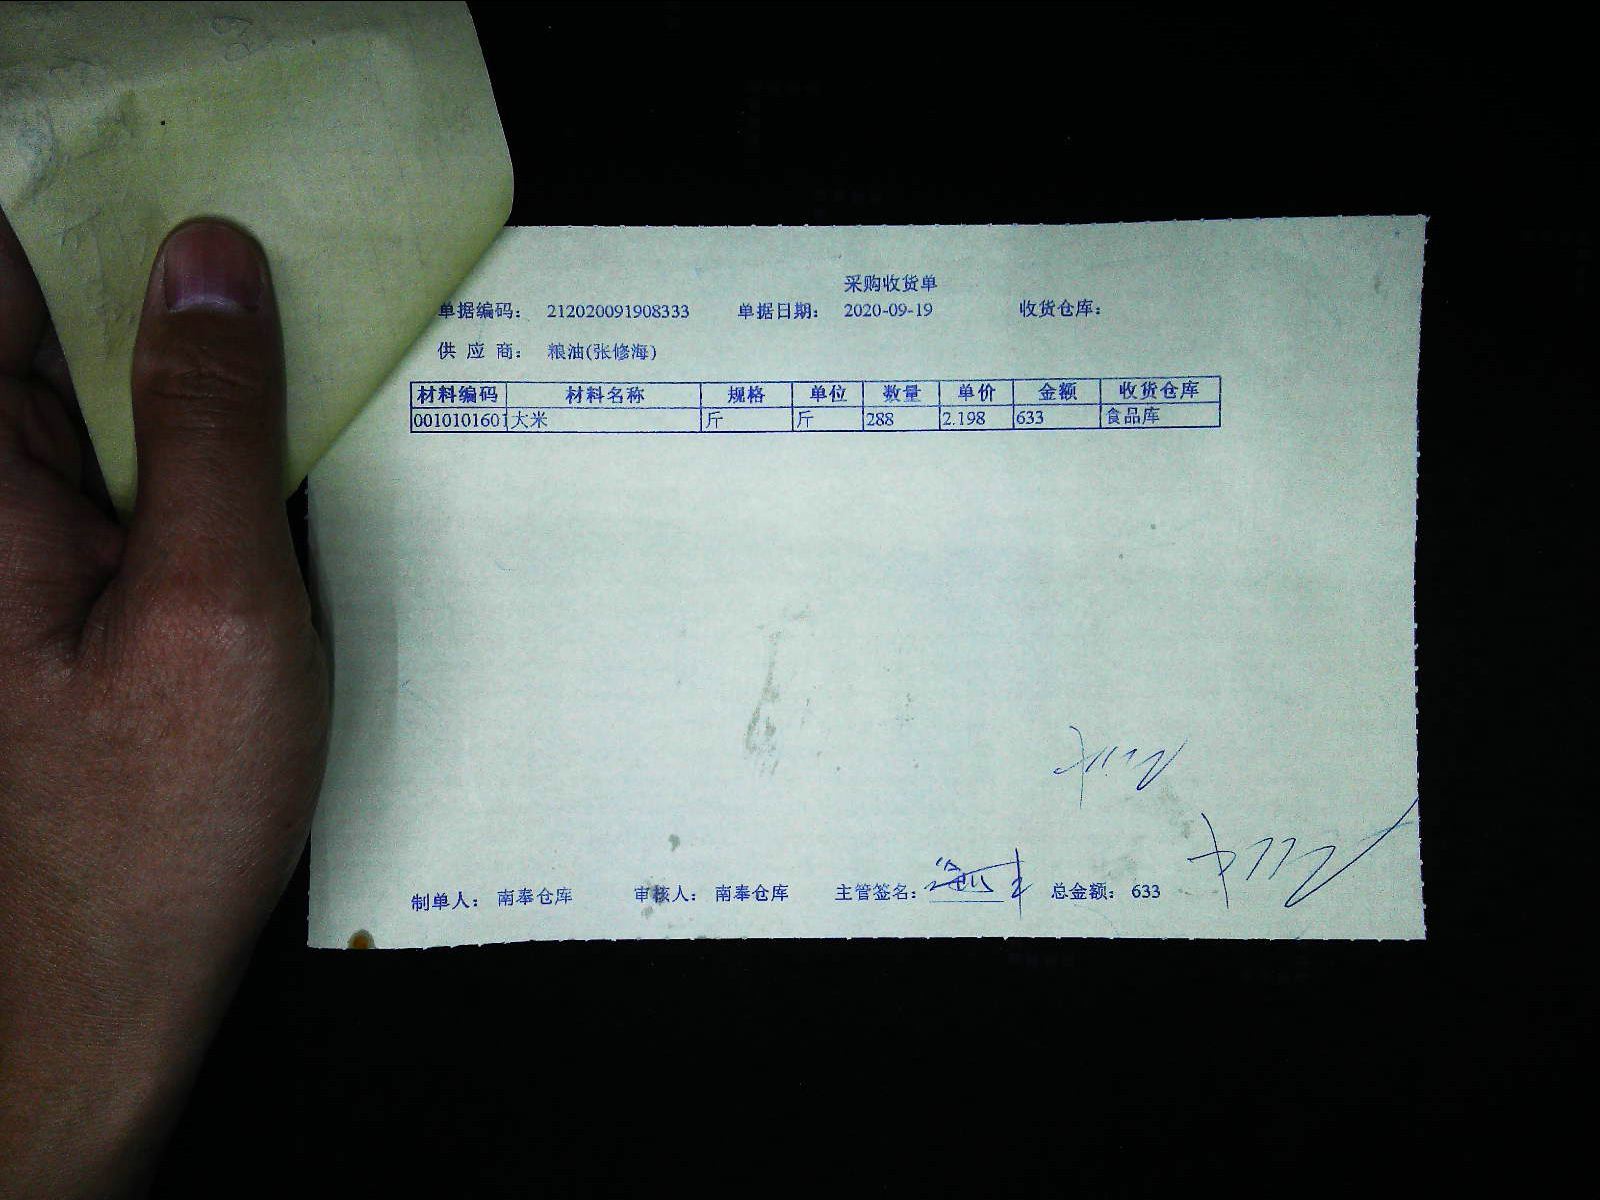 采购收货单
单据编码： 212020091908333 单据日期： 2020-09-19 收货仓库：
供 应 商： 粮油(张修海)
材料编码 材料名称 规格 单位 数量 单价 金额 收货仓库
0010101601 大米 斤 斤 288 2.198 633 食品库
制单人： 南奉仓库 审核人： 南奉仓库 主管签名： 总金额： 633